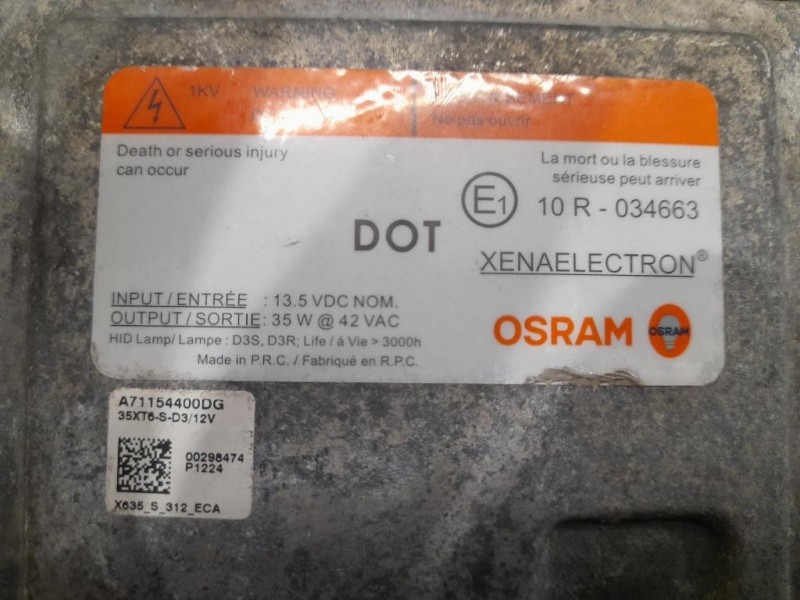 1KV WARNING
Ne pas ouvrir
Death or serious injury
can occur
La mort ou la blessure
sérieuse peut arriver
E1 10 R - 034663
DOT
XENAELECTRON®
INPUT / ENTRÉE : 13.5 VDC NOM.
OUTPUT / SORTIE : 35 W @ 42 VAC
HID Lamp/ Lampe : D3S, D3R; Life / à Vie > 3000h
Made in P.R.C. / Fabriqué en R.P.C.
OSRAM OSRAM
A71154400DG
35XT6-S-D3/12V
00298474
P1224
X635_S_312_ECA